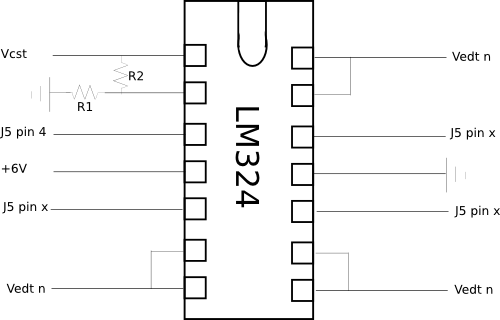 Vcst
R2
R1
J5 pin 4
+6V
J5 pin x
Vedt n
LM324
Vedt n
J5 pin x
J5 pin x
Vedt n